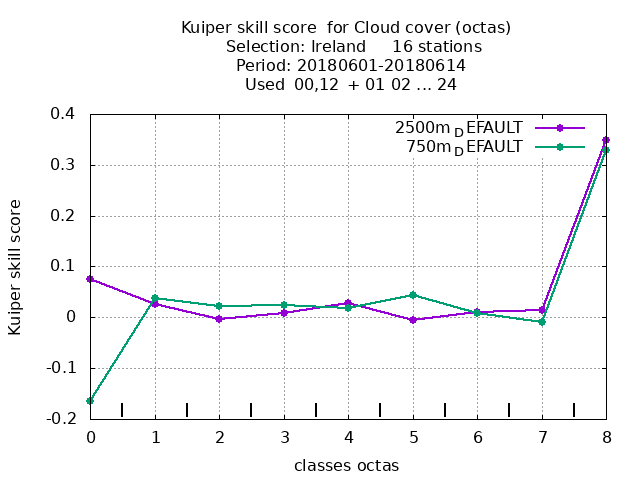 Kuiper skill score  for Cloud cover (octas)
Selection: Ireland     16 stations
Period: 20180601-20180614
Used  00,12  + 01 02 ... 24
0.4
2500m_DEFAULT
750m_DEFAULT
0.3
0.2
0.1
0
-0.1
-0.2
Kuiper skill score
0 1 2 3 4 5 6 7 8
classes octas